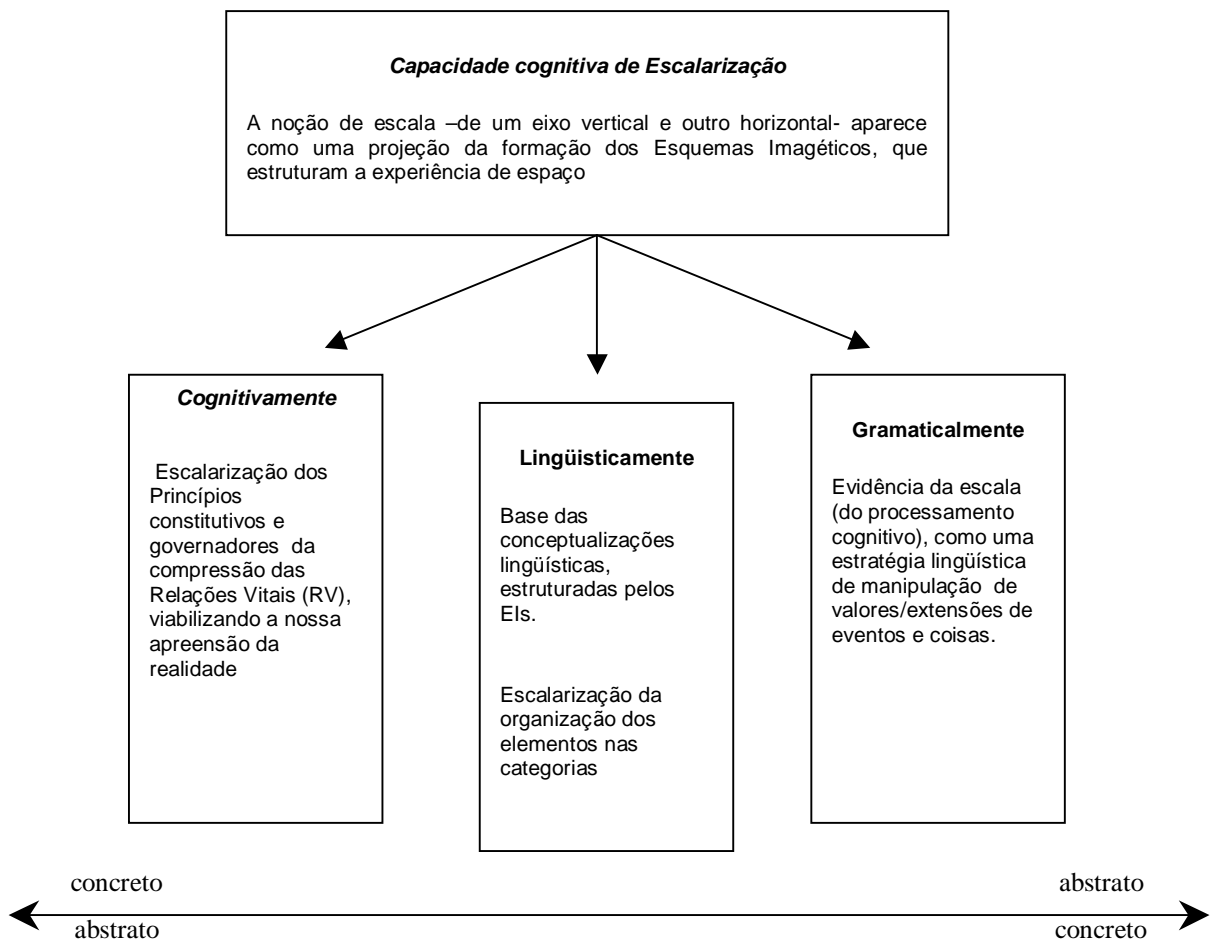 Capacidade cognitiva de Escalarização
A noção de escala –de um eixo vertical e outro horizontal- aparece
como uma projeção da formação dos Esquemas Imagéticos, que
estruturam a experiência de espaço
Cognitivamente
Escalarização dos
Princípios
constitutivos e
governadores da
compressão das
Relações Vitais (RV),
viabilizando a nossa
apreensão da
realidade
Lingüisticamente
Base das
conceptualizações
lingüísticas,
estruturadas pelos
EIs.
Escalarização da
organização dos
elementos nas
categorias
Gramaticalmente
Evidência da escala
(do processamento
cognitivo), como uma
estratégia lingüística
de manipulação de
valores/extensões de
eventos e coisas.
concreto
abstrato
abstrato
concreto